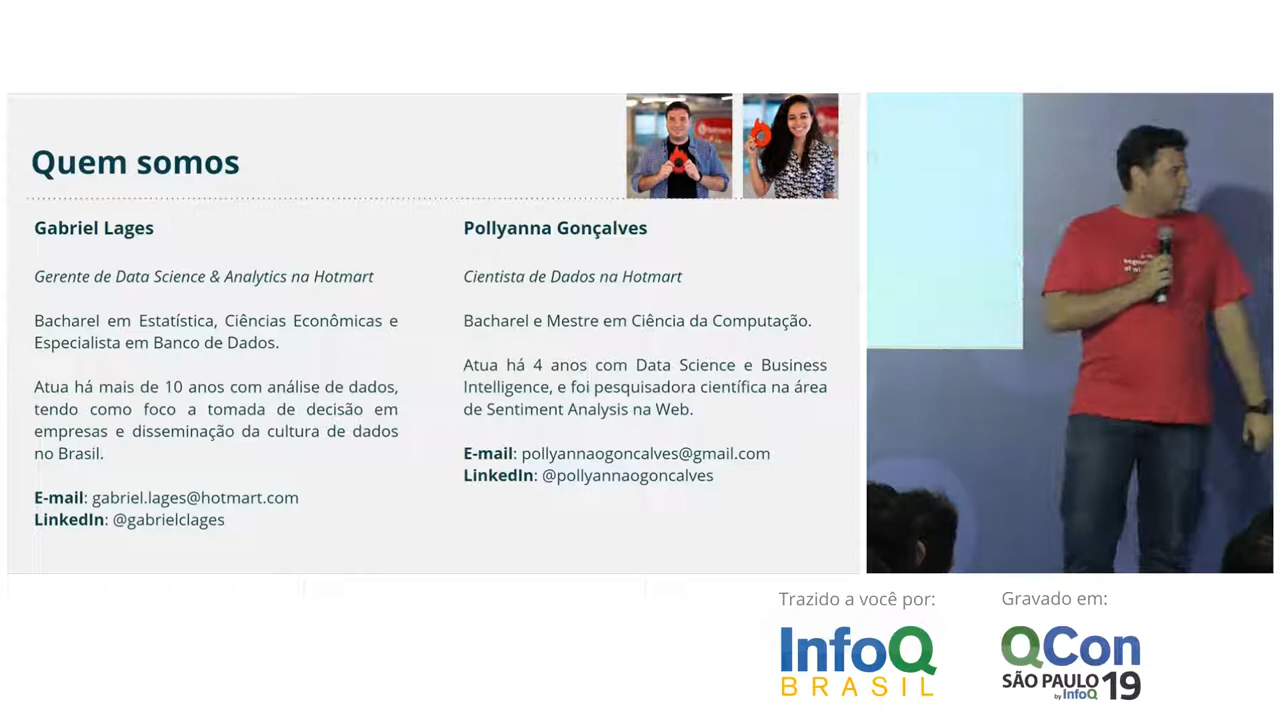 Quem somos
Gabriel Lages
Gerente de Data Science & Analytics na Hotmart
Bacharel em Estatística, Ciências Econômicas e
Especialista em Banco de Dados.
Atua há mais de 10 anos com análise de dados,
tendo como foco a tomada de decisão em
empresas e disseminação da cultura de dados
no Brasil.
E-mail: gabriel.lages@hotmart.com
LinkedIn: @gabrielclages
Pollyanna Gonçalves
Cientista de Dados na Hotmart
Bacharel e Mestre em Ciência da Computação.
Atua há 4 anos com Data Science e Business
Intelligence, e foi pesquisadora científica na área
de Sentiment Analysis na Web.
E-mail: pollyannaogoncalves@gmail.com
LinkedIn: @pollyannaogoncalves
Trazido a você por:
InfoQ
BRASIL
Gravado em:
QCon
SÃO PAULO 19
by InfoQ